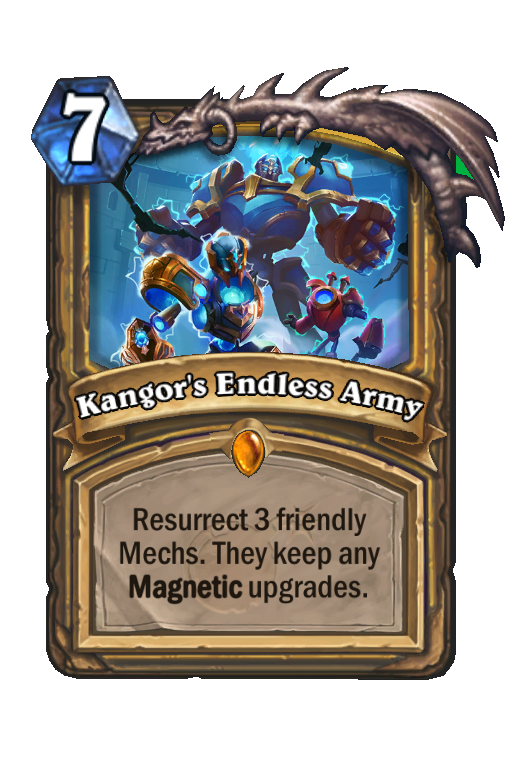 7
Kangor's Endless Army
Resurrect 3 friendly
Mechs. They keep any
Magnetic upgrades.